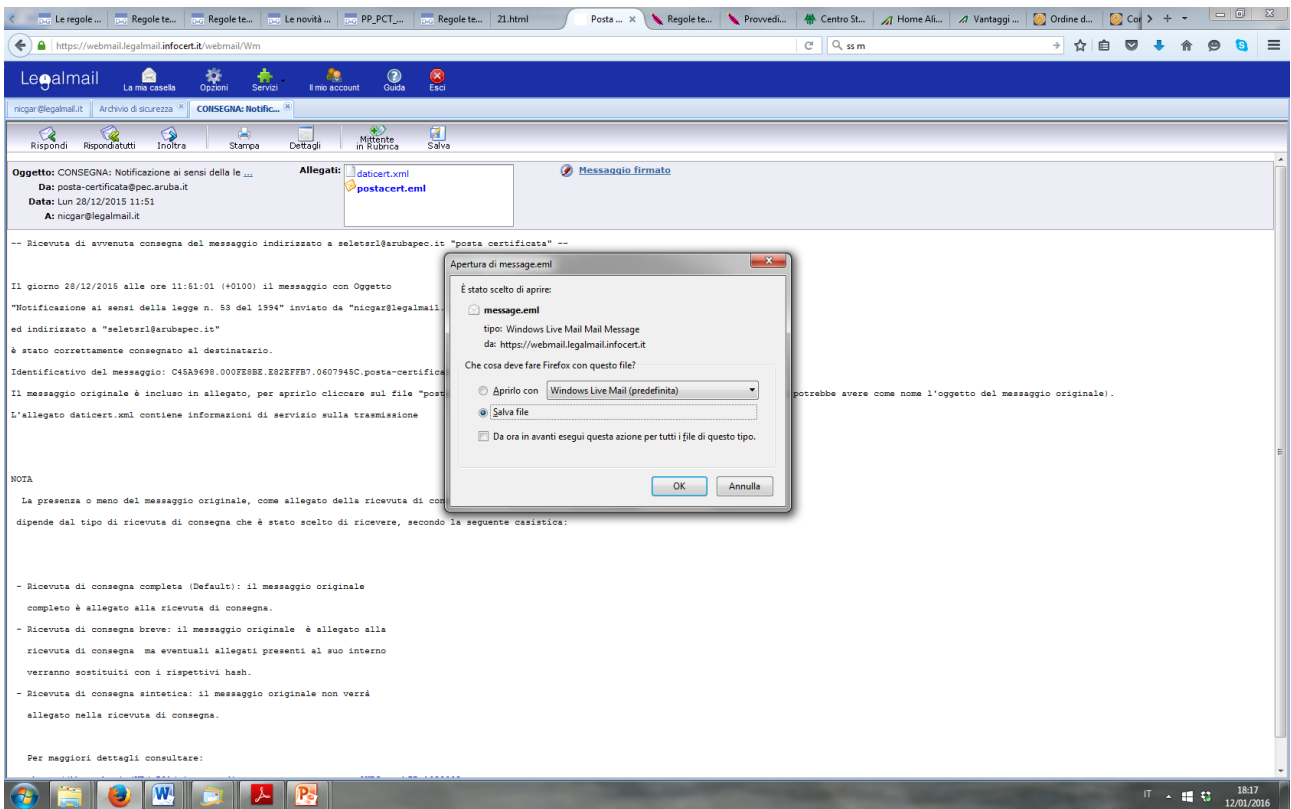 Le regole ... Regole te... Regole te... Le novità ... PP_PCT_... Regole te... 21.html Posta ... × Regole te... Provvedi... Centro St... Home Ali... Vantaggi ... Ordine d... Cor
https://webmail.legalmail.infocert.it/webmail/Wm ss m
Legalmail La mia casella Opzioni Servizi Il mio account Guida Esci
nicgar@legalmail.it Archivio di sicurezza CONSEGNA: Notific...
Rispondi Rispondiatutti Inoltra Stampa Dettagli Mittente in Rubrica Salva
Oggetto: CONSEGNA: Notificazione ai sensi della le ... Allegati: daticert.xml Messaggio firmato
Da: posta-certificata@pec.aruba.it postacert.eml
Data: Lun 28/12/2015 11:51
A: nicgar@legalmail.it
-- Ricevuta di avvenuta consegna del messaggio indirizzato a seletsrl@arubapec.it "posta certificata" --
Il giorno 28/12/2015 alle ore 11:51:01 (+0100) il messaggio con Oggetto
"Notificazione ai sensi della legge n. 53 del 1994" inviato da "nicgar@legalmail.
ed indirizzato a "seletsrl@arubapec.it"
è stato correttamente consegnato al destinatario.
Identificativo del messaggio: C45A9698.000FE8BE.E82EFFB7.0607945C.posta-certifica
Il messaggio originale è incluso in allegato, per aprirlo cliccare sul file "post potrebbe avere come nome l'oggetto del messaggio originale).
L'allegato daticert.xml contiene informazioni di servizio sulla trasmissione
Apertura di message.eml
È stato scelto di aprire:
message.eml
tipo: Windows Live Mail Mail Message
da: https://webmail.legalmail.infocert.it
Che cosa deve fare Firefox con questo file?
Aprirlo con Windows Live Mail (predefinita)
Salva file
Da ora in avanti esegui questa azione per tutti i file di questo tipo.
OK Annulla
NOTA
La presenza o meno del messaggio originale, come allegato della ricevuta di con
dipende dal tipo di ricevuta di consegna che è stato scelto di ricevere, secondo la seguente casistica:
- Ricevuta di consegna completa (Default): il messaggio originale
completo è allegato alla ricevuta di consegna.
- Ricevuta di consegna breve: il messaggio originale è allegato alla
ricevuta di consegna ma eventuali allegati presenti al suo interno
verranno sostituiti con i rispettivi hash.
- Ricevuta di consegna sintetica: il messaggio originale non verrà
allegato nella ricevuta di consegna.
Per maggiori dettagli consultare:
IT 18:17
12/01/2016